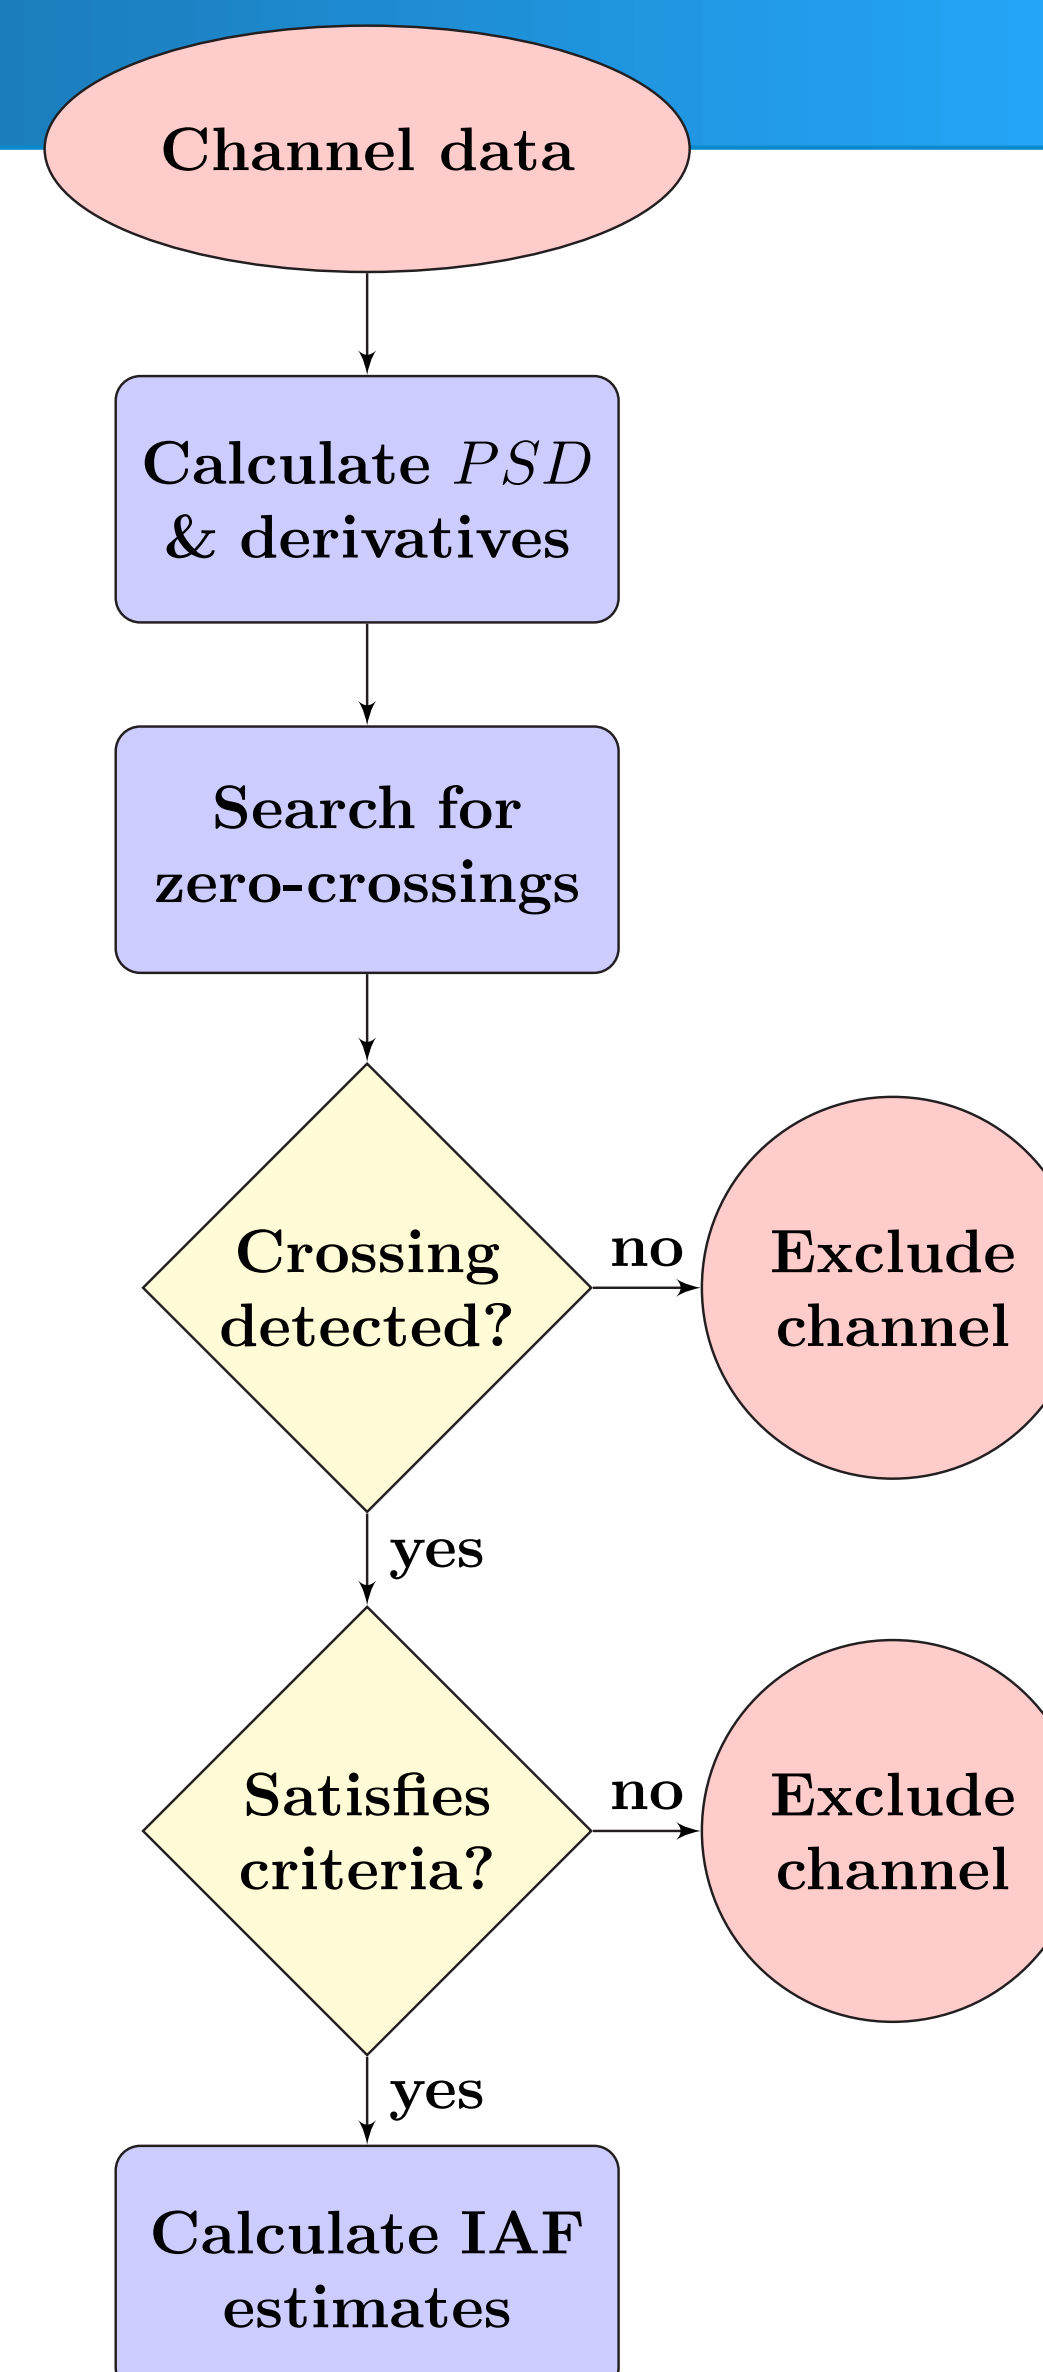 Channel data
Calculate PSD
& derivatives
Search for
zero-crossings
Crossing
detected?
no
Exclude
channel
yes
Satisfies
criteria?
no
Exclude
channel
yes
Calculate IAF
estimates